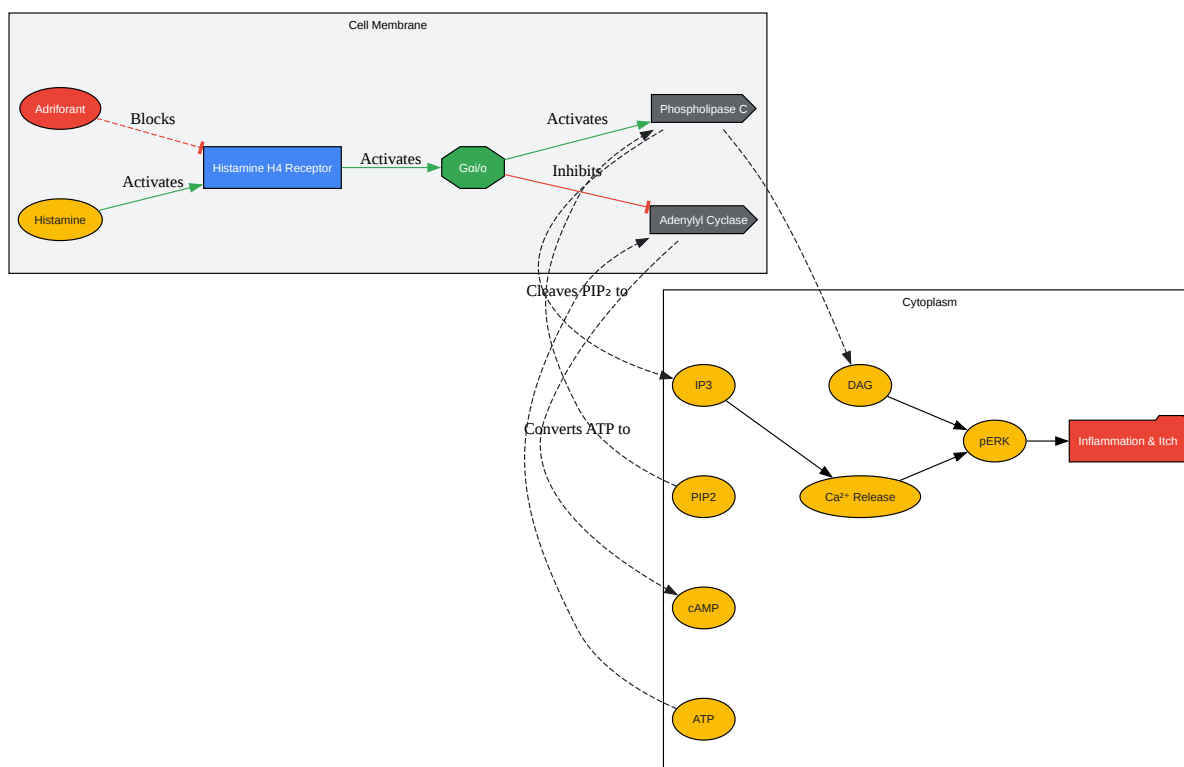 Cell Membrane
Adriforant
Blocks
Histamine H4 Receptor
Activates
Histamine
Activates
Gαi/o
Activates
Phospholipase C
Inhibits
Adenylyl Cyclase
Cleaves PIP₂ to
Cytoplasm
IP3
DAG
Converts ATP to
pERK
Inflammation & Itch
PIP2
Ca²⁺ Release
cAMP
ATP